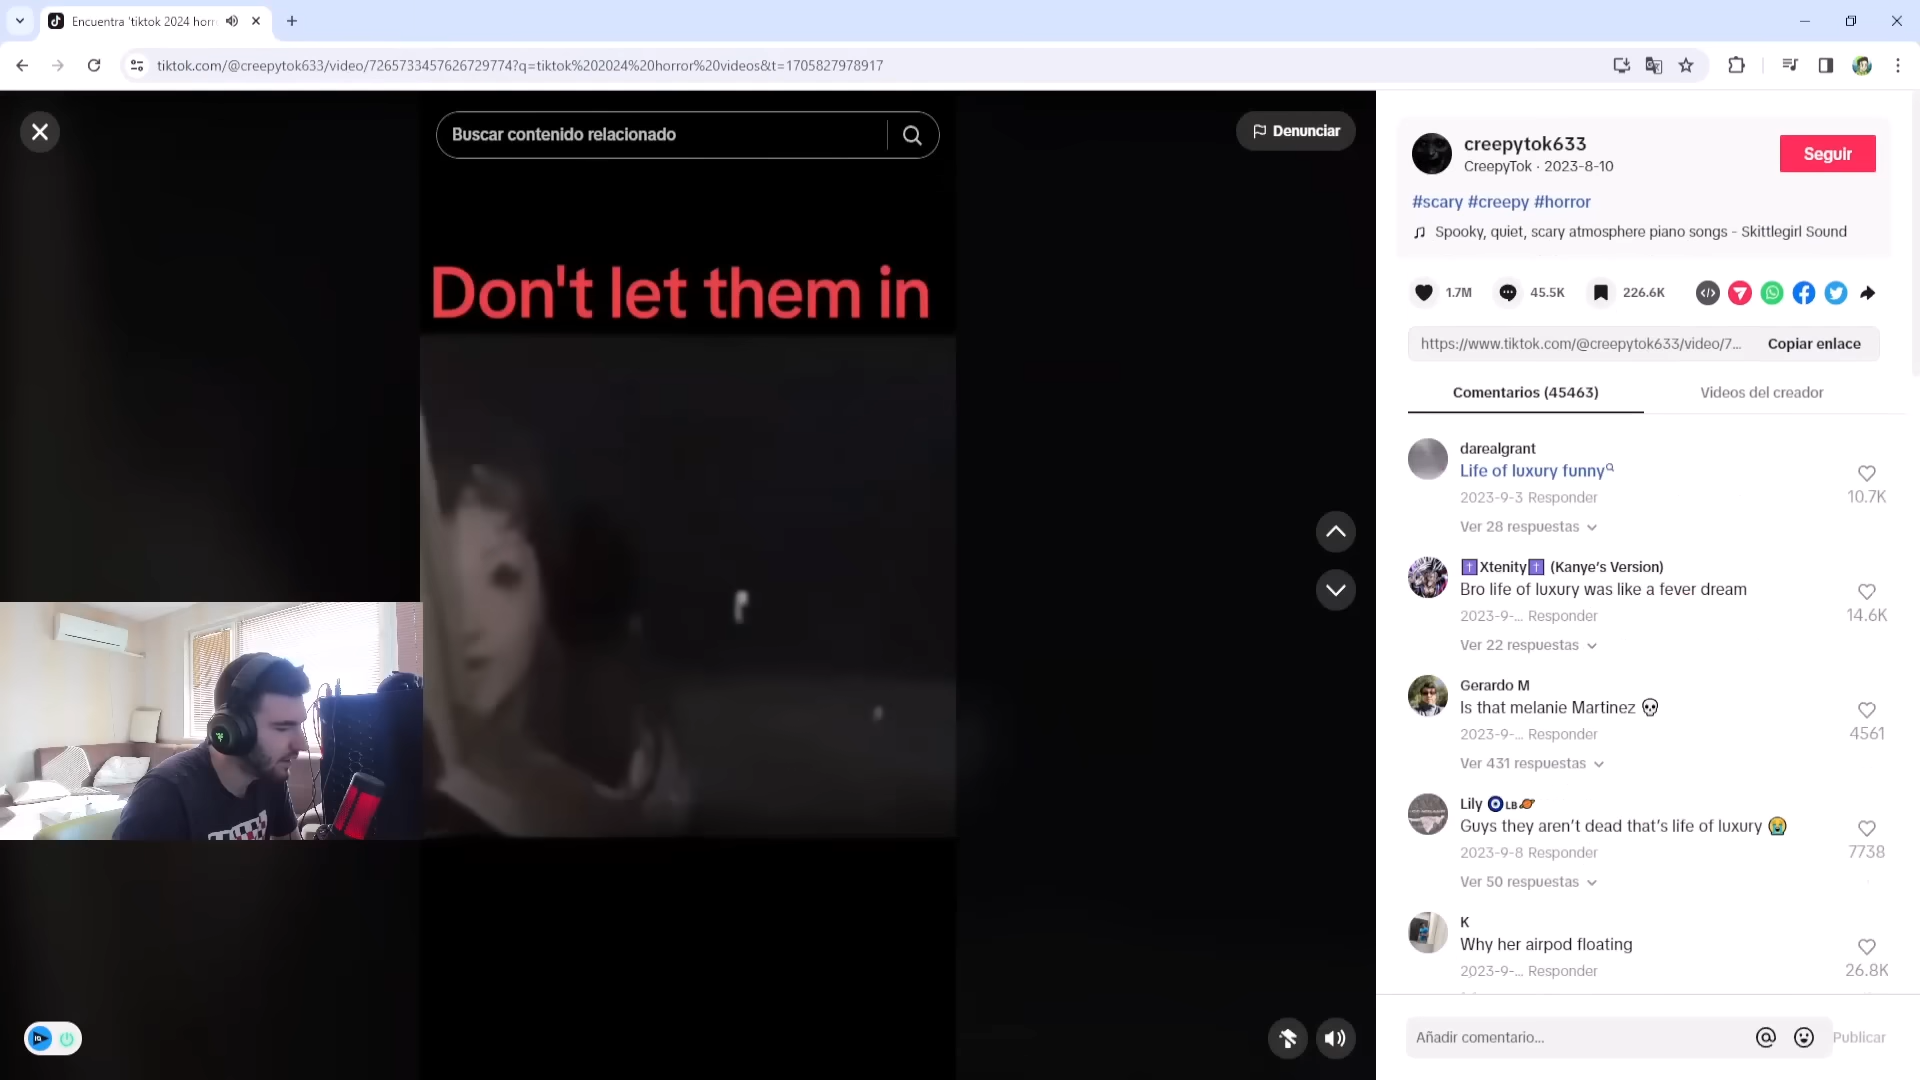 Encuentra 'tiktok 2024 horr
tiktok.com/@creepytok633/video/7265733457626729774?q=tiktok%202024%20horror%20videos&t=1705827978917
Buscar contenido relacionado
Denunciar
Don't let them in
creepytok633
CreepyTok · 2023-8-10
Seguir
#scary #creepy #horror
Spooky, quiet, scary atmosphere piano songs - Skittlegirl Sound
1.7M
45.5K
226.6K
https://www.tiktok.com/@creepytok633/video/7...
Copiar enlace
Comentarios (45463)
Videos del creador
darealgrant
Life of luxury funny
2023-9-3 Responder
10.7K
Ver 28 respuestas
✝️Xtenity✝️ (Kanye's Version)
Bro life of luxury was like a fever dream
2023-9-... Responder
14.6K
Ver 22 respuestas
Gerardo M
Is that melanie Martinez 💀
2023-9-... Responder
4561
Ver 431 respuestas
Lily 🧿LB🪐
Guys they aren't dead that's life of luxury 😭
2023-9-8 Responder
7738
Ver 50 respuestas
K
Why her airpod floating
2023-9-... Responder
26.8K
Añadir comentario...
Publicar